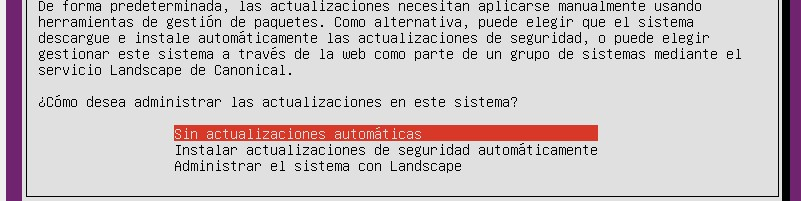 De forma predeterminada, las actualizaciones necesitan aplicarse manualmente usando
herramientas de gestión de paquetes. Como alternativa, puede elegir que el sistema
descargue e instale automáticamente las actualizaciones de seguridad, o puede elegir
gestionar este sistema a través de la web como parte de un grupo de sistemas mediante el
servicio Landscape de Canonical.
¿Cómo desea administrar las actualizaciones en este sistema?
Sin actualizaciones automáticas
Instalar actualizaciones de seguridad automáticamente
Administrar el sistema con Landscape